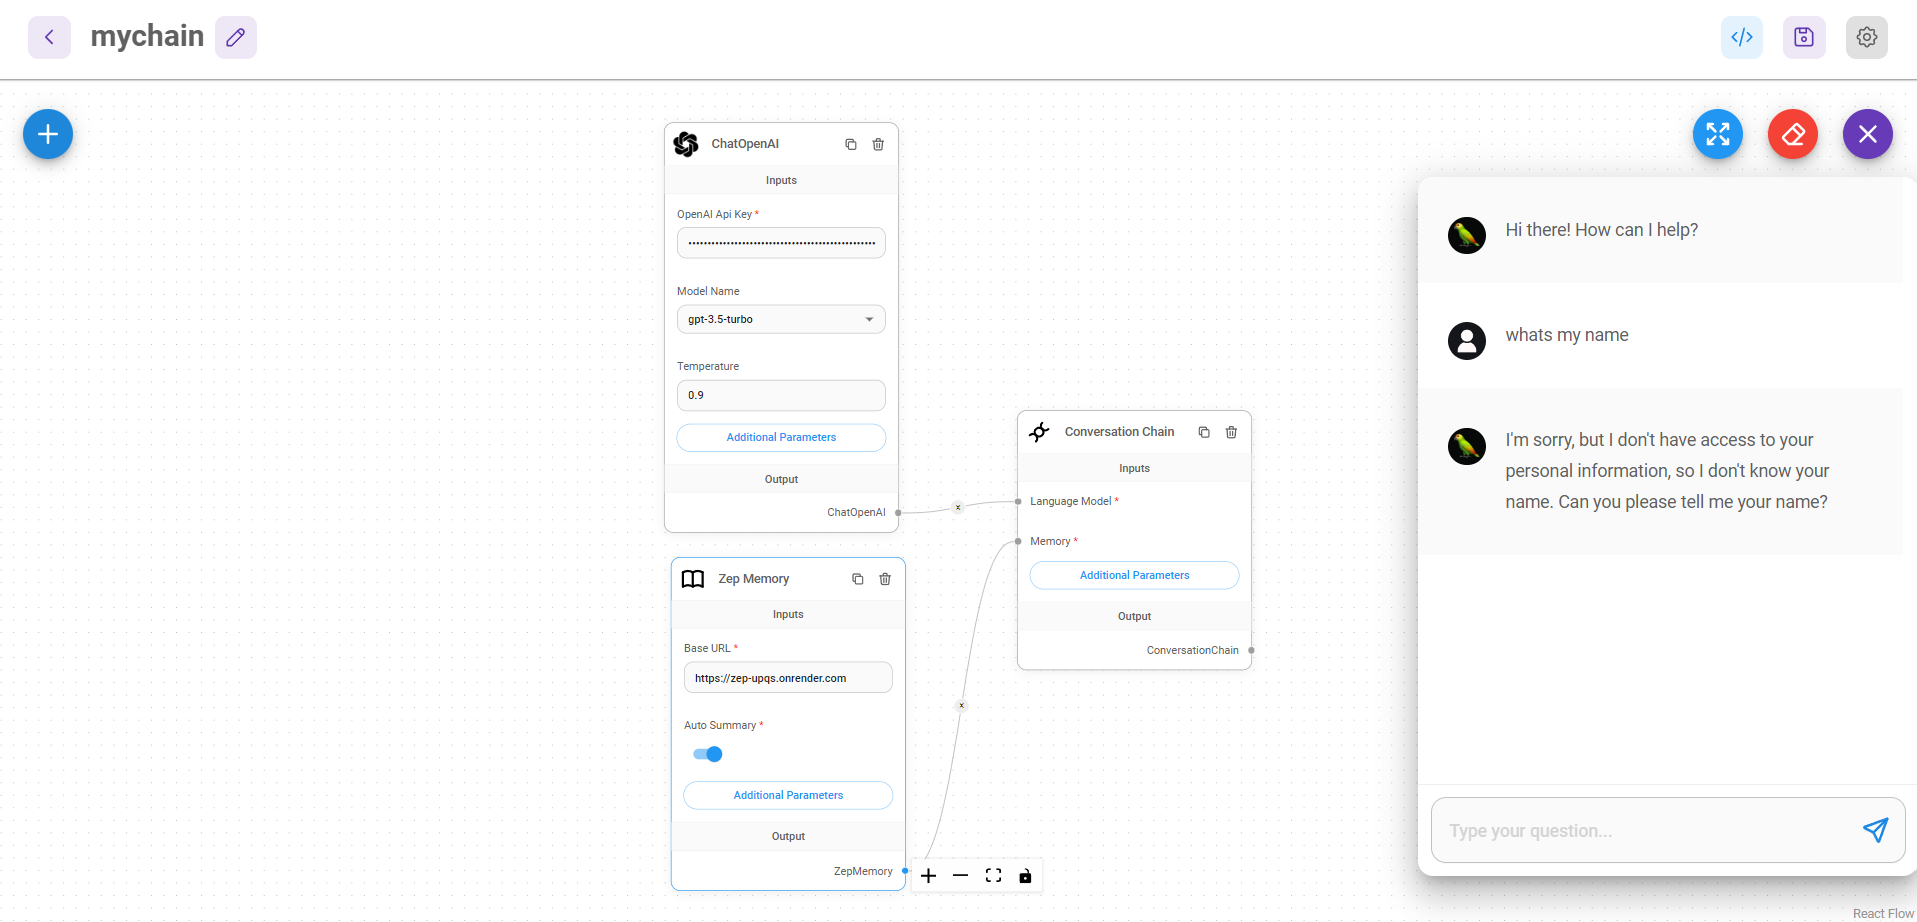 mychain
ChatOpenAI
Inputs
OpenAI Api Key *
Model Name
gpt-3.5-turbo
Temperature
0.9
Additional Parameters
Output
ChatOpenAI
Zep Memory
Inputs
Base URL *
https://zep-upqs.onrender.com
Auto Summary *
Additional Parameters
Output
ZepMemory
Conversation Chain
Inputs
Language Model *
Memory *
Additional Parameters
Output
ConversationChain
Hi there! How can I help?
whats my name
I'm sorry, but I don't have access to your
personal information, so I don't know your
name. Can you please tell me your name?
Type your question...
React Flow